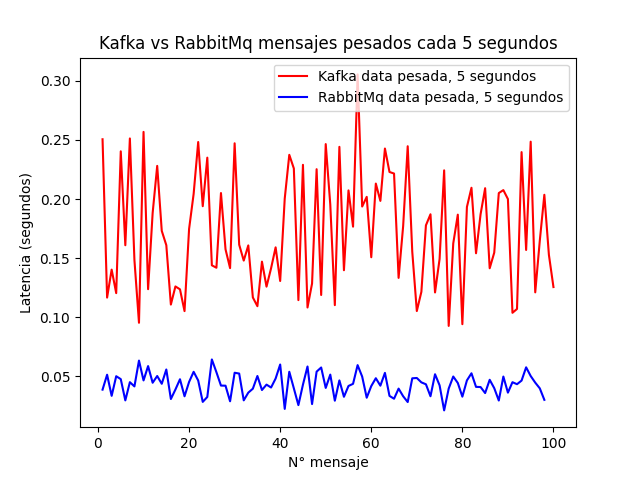 Kafka vs RabbitMq mensajes pesados cada 5 segundos
Kafka data pesada, 5 segundos
RabbitMq data pesada, 5 segundos
Latencia (segundos)
0.30
0.25
0.20
0.15
0.10
0.05
0 20 40 60 80 100
N° mensaje